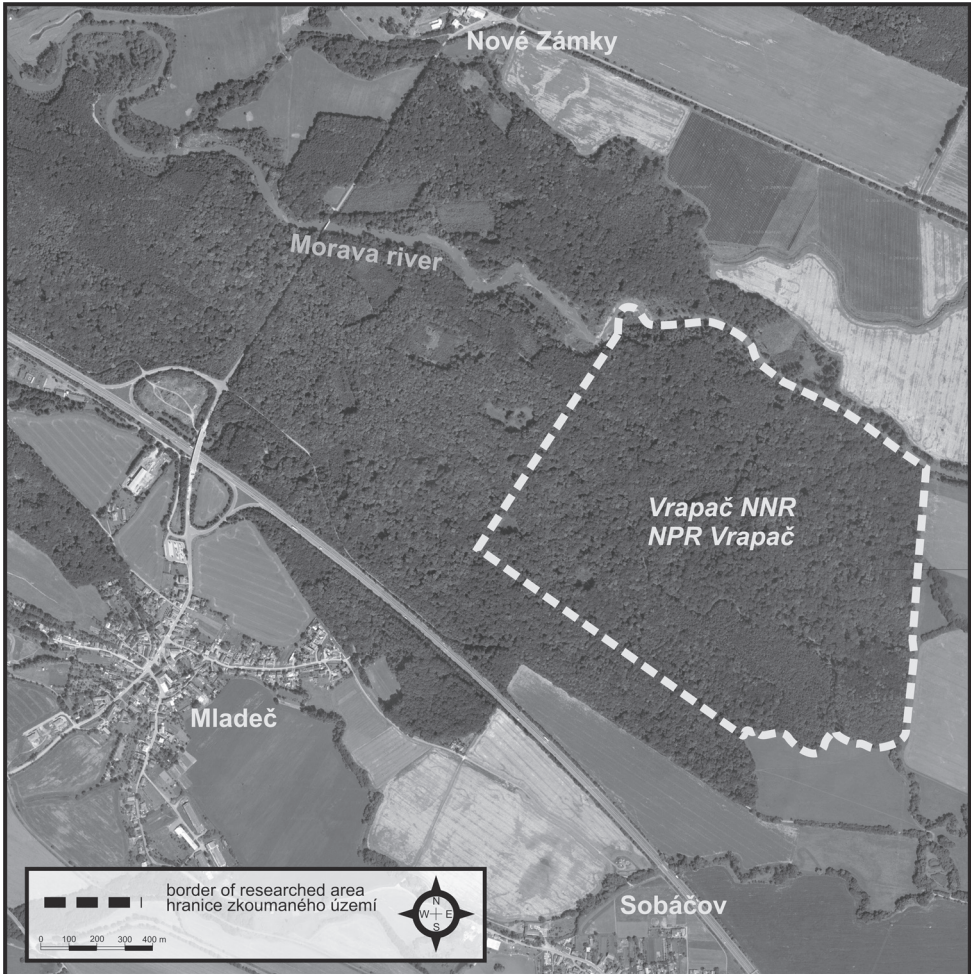 Nové Zámky
Morava river
Vrapač NNR
NPR Vrapač
Mladeč
Sobáčov
border of researched area
hranice zkoumaného území
0 100 200 300 400 m
N
W E
S